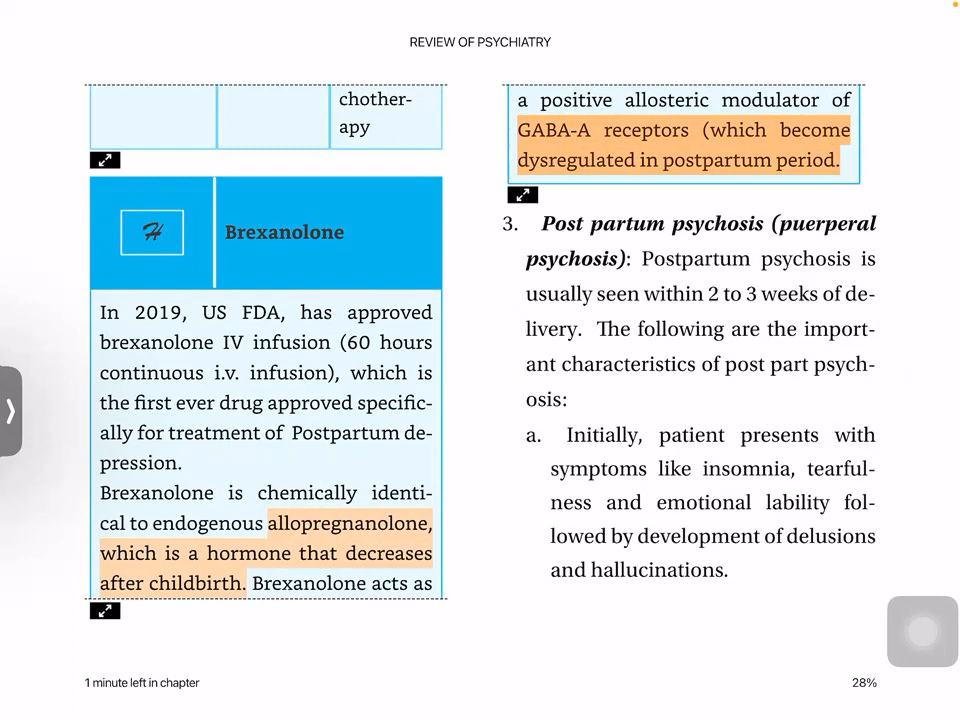 REVIEW OF PSYCHIATRY
chother-
apy
H
Brexanolone
In 2019, US FDA, has approved
brexanolone IV infusion (60 hours
continuous i.v. infusion), which is
the first ever drug approved specific-
ally for treatment of Postpartum de-
pression.
Brexanolone is chemically identi-
cal to endogenous allopregnanolone,
which is a hormone that decreases
after childbirth. Brexanolone acts as
a positive allosteric modulator of
GABA-A receptors (which become
dysregulated in postpartum period.
3. Post partum psychosis (puerperal
psychosis): Postpartum psychosis is
usually seen within 2 to 3 weeks of de-
livery. The following are the import-
ant characteristics of post part psych-
osis:
a. Initially, patient presents with
symptoms like insomnia, tearful-
ness and emotional lability fol-
lowed by development of delusions
and hallucinations.
1 minute left in chapter
28%